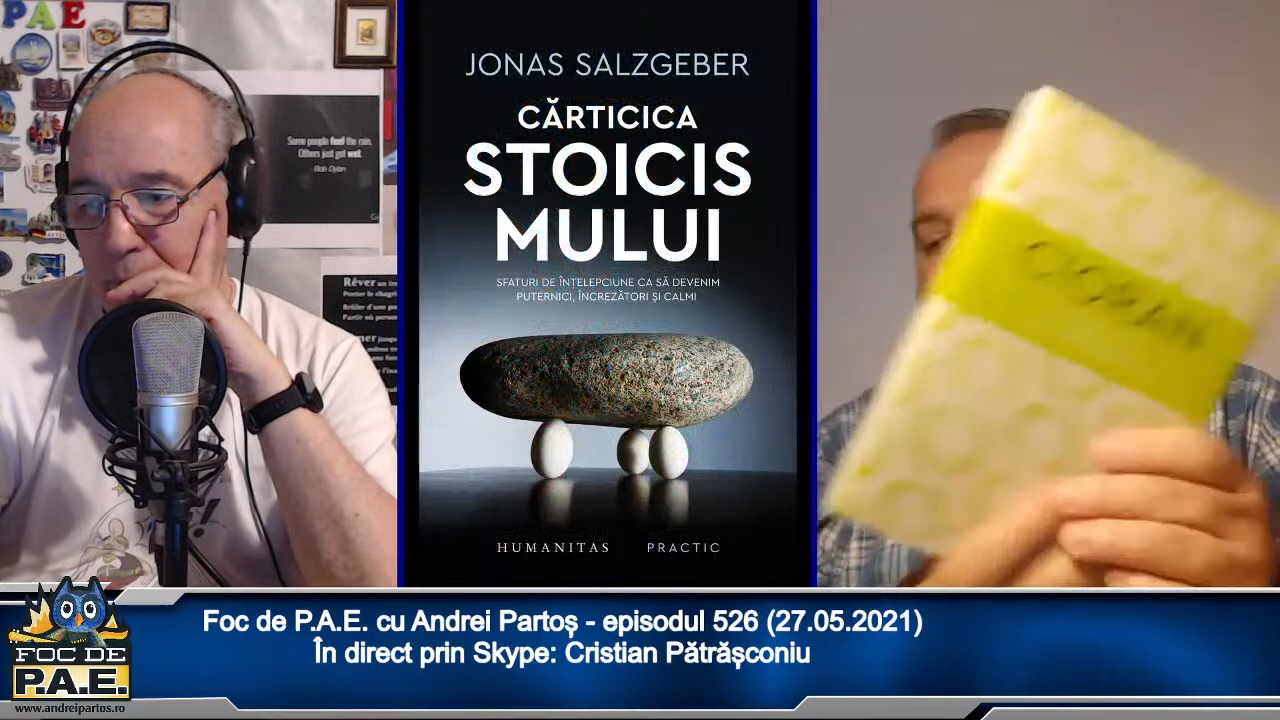 PAE
Some people feel the rain.
Others just get wet.
Bob Dylan
Rêver
JONAS SALZGEBER
CĂRTICICA
STOICIS
MULUI
SFATURI DE ÎNȚELEPCIUNE CA SĂ DEVENIM
PUTERNICI, ÎNCREZĂTORI ȘI CALMI
HUMANITAS PRACTIC
Foc de P.A.E. cu Andrei Partoș - episodul 526 (27.05.2021)
În direct prin Skype: Cristian Pătrășconiu
FOC DE
P.A.E.
www.andreipartos.ro